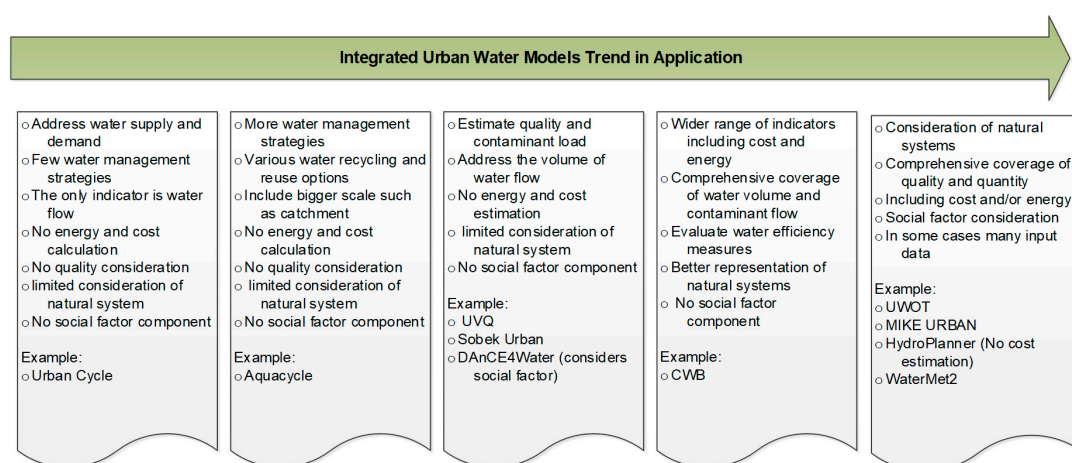 Integrated Urban Water Models Trend in Application
○ Address water supply and
demand
○ Few water management
strategies
○ The only indicator is water
flow
○ No energy and cost
calculation
○ No quality consideration
○ limited consideration of
natural system
○ No social factor component
Example:
○ Urban Cycle
○ More water management
strategies
○ Various water recycling and
reuse options
○ Include bigger scale such
as catchment
○ No energy and cost
calculation
○ No quality consideration
○ limited consideration of
natural system
○ No social factor component
Example:
○ Aquacycle
○ Estimate quality and
contaminant load
○ Address the volume of
water flow
○ No energy and cost
estimation
○ limited consideration of
natural system
○ No social factor component
Example:
○ UVQ
○ Sobek Urban
○ DAnCE4Water (considers
social factor)
○ Wider range of indicators
including cost and
energy
○ Comprehensive coverage
of water volume and
contaminant flow
○ Evaluate water efficiency
measures
○ Better representation of
natural systems
○ No social factor
component
Example:
○ CWB
○ Consideration of natural
systems
○ Comprehensive coverage of
quality and quantity
○ Including cost and/or energy
○ Social factor consideration
○ In some cases many input
data
Example:
○ UWOT
○ MIKE URBAN
○ HydroPlanner (No cost
estimation)
○ WaterMet2